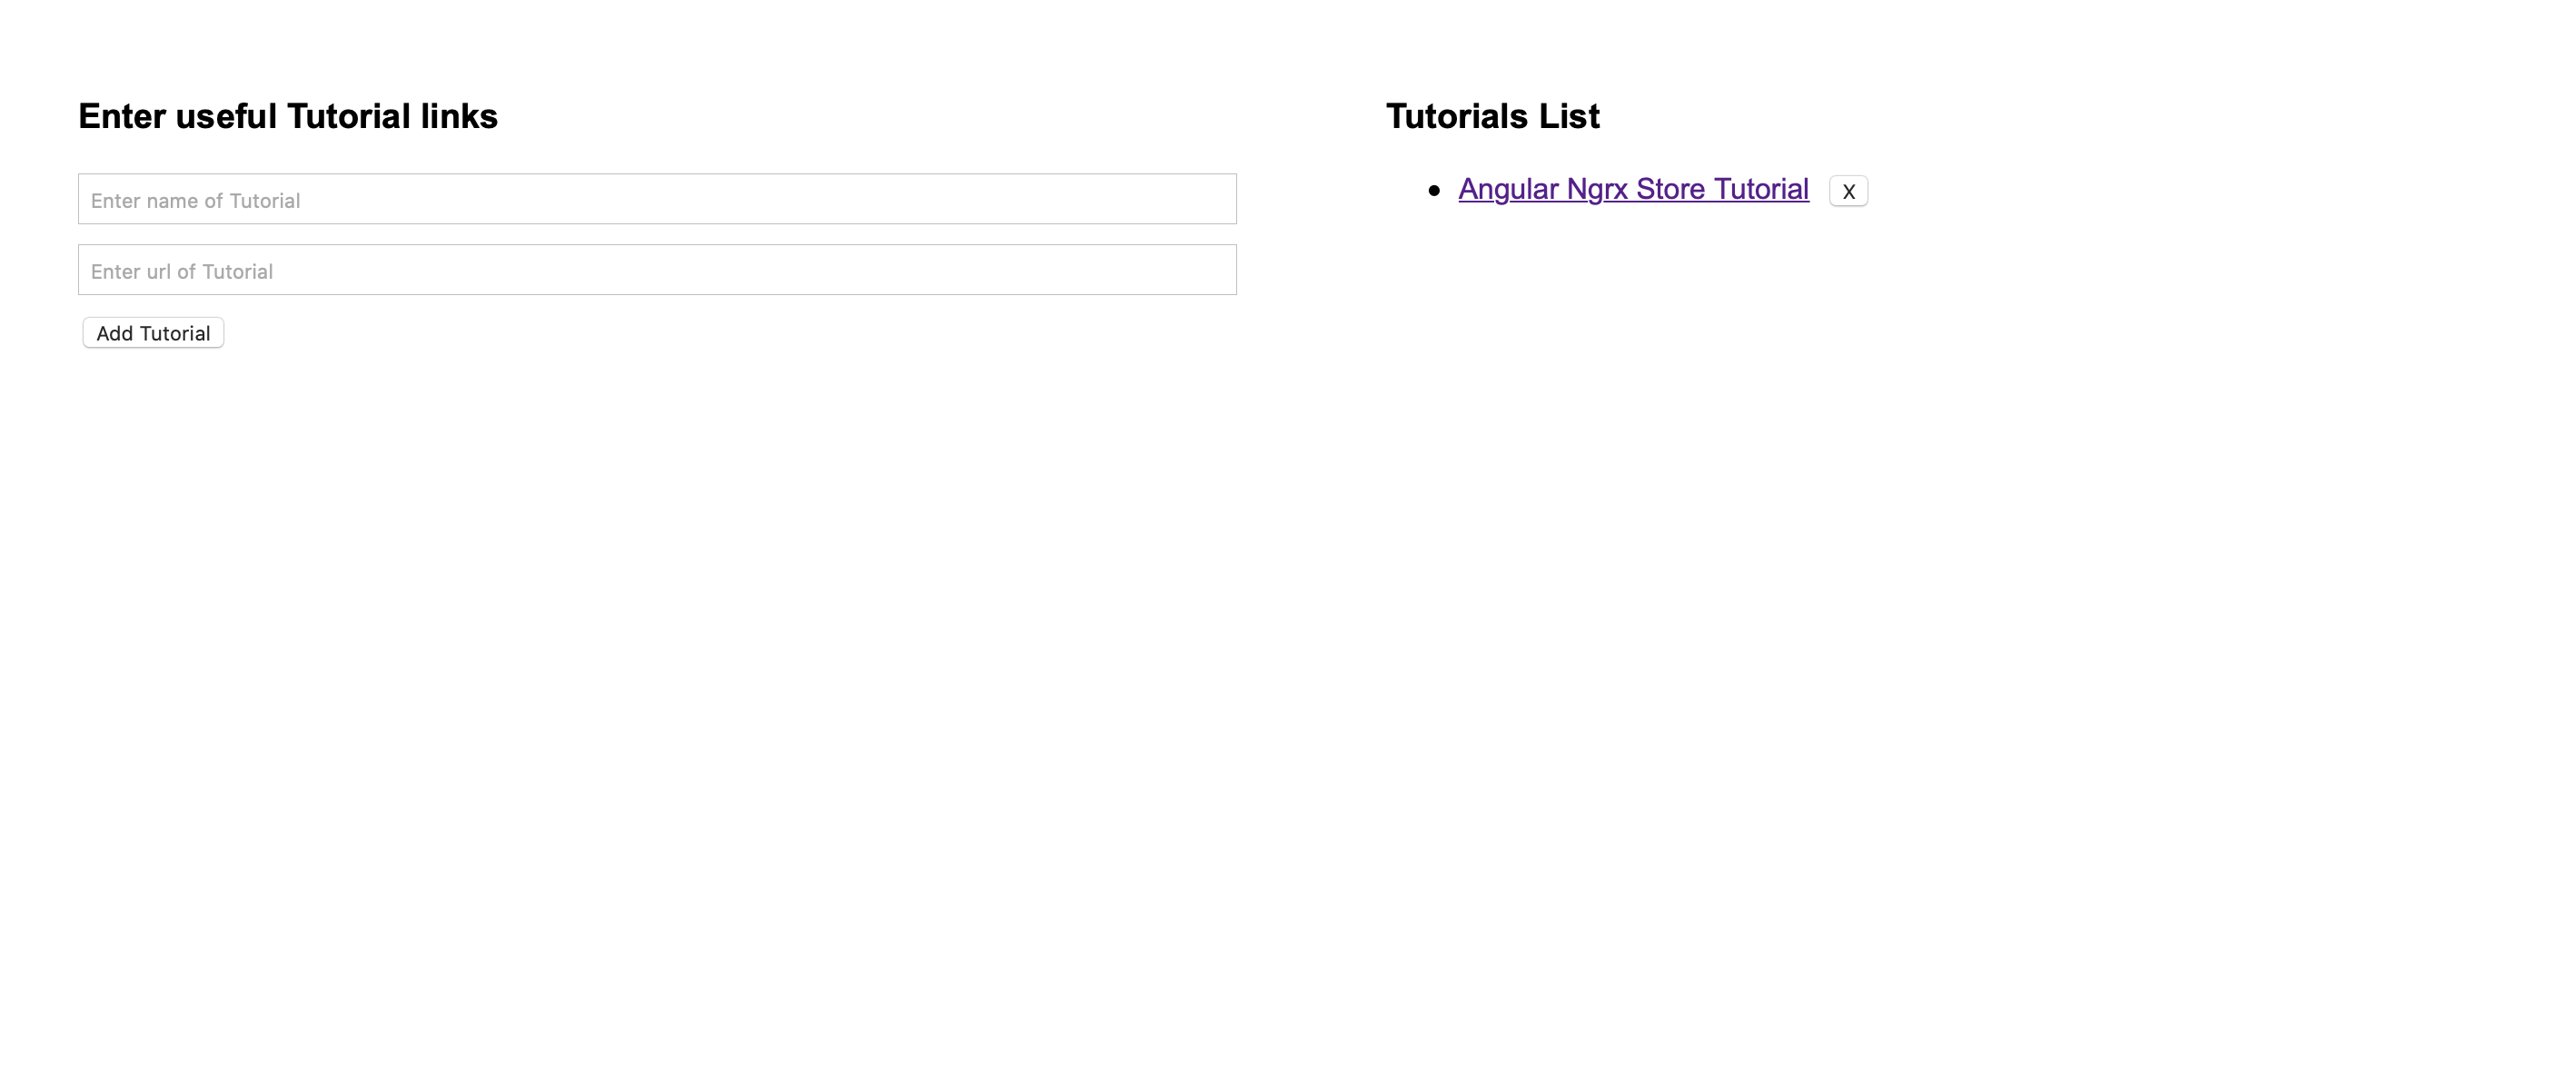 Enter useful Tutorial links
Enter name of Tutorial
Enter url of Tutorial
Add Tutorial
Tutorials List
Angular Ngrx Store Tutorial X